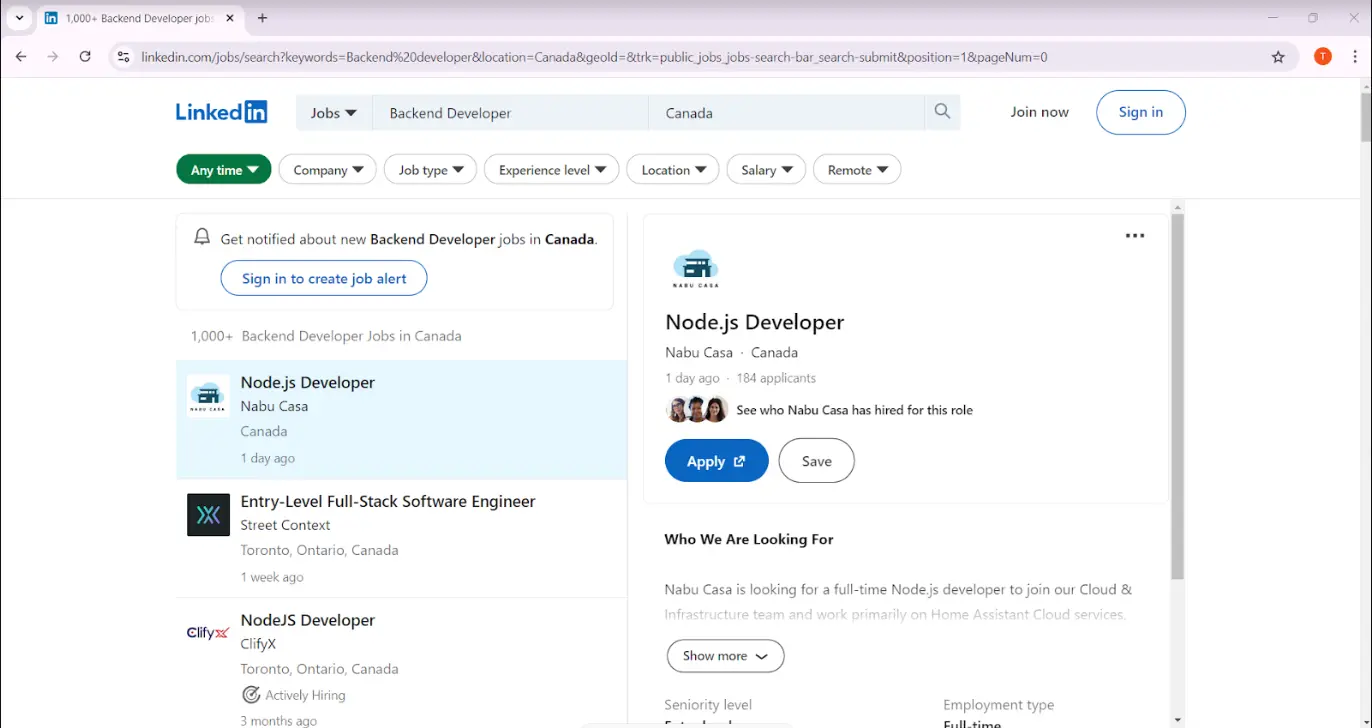 1,000+ Backend Developer jobs
linkedin.com/jobs/search?keywords=Backend%20developer&location=Canada&geoId=&trk=public_jobs_jobs-search-bar_search-submit&position=1&pageNum=0
T
Linked in
Jobs
Backend Developer
Canada
Join now
Sign in
Any time
Company
Job type
Experience level
Location
Salary
Remote
Get notified about new Backend Developer jobs in Canada.
Sign in to create job alert
1,000+ Backend Developer Jobs in Canada
Node.js Developer
NABU CASA
Nabu Casa
Canada
1 day ago
Entry-Level Full-Stack Software Engineer
Street Context
Toronto, Ontario, Canada
1 week ago
NodeJS Developer
ClifyX
ClifyX
Toronto, Ontario, Canada
Actively Hiring
3 months ago
NABU CASA
Node.js Developer
Nabu Casa · Canada
1 day ago · 184 applicants
See who Nabu Casa has hired for this role
Apply
Save
Who We Are Looking For
Nabu Casa is looking for a full-time Node.js developer to join our Cloud &
Infrastructure team and work primarily on Home Assistant Cloud services.
Show more
Seniority level
Employment type
Full-time